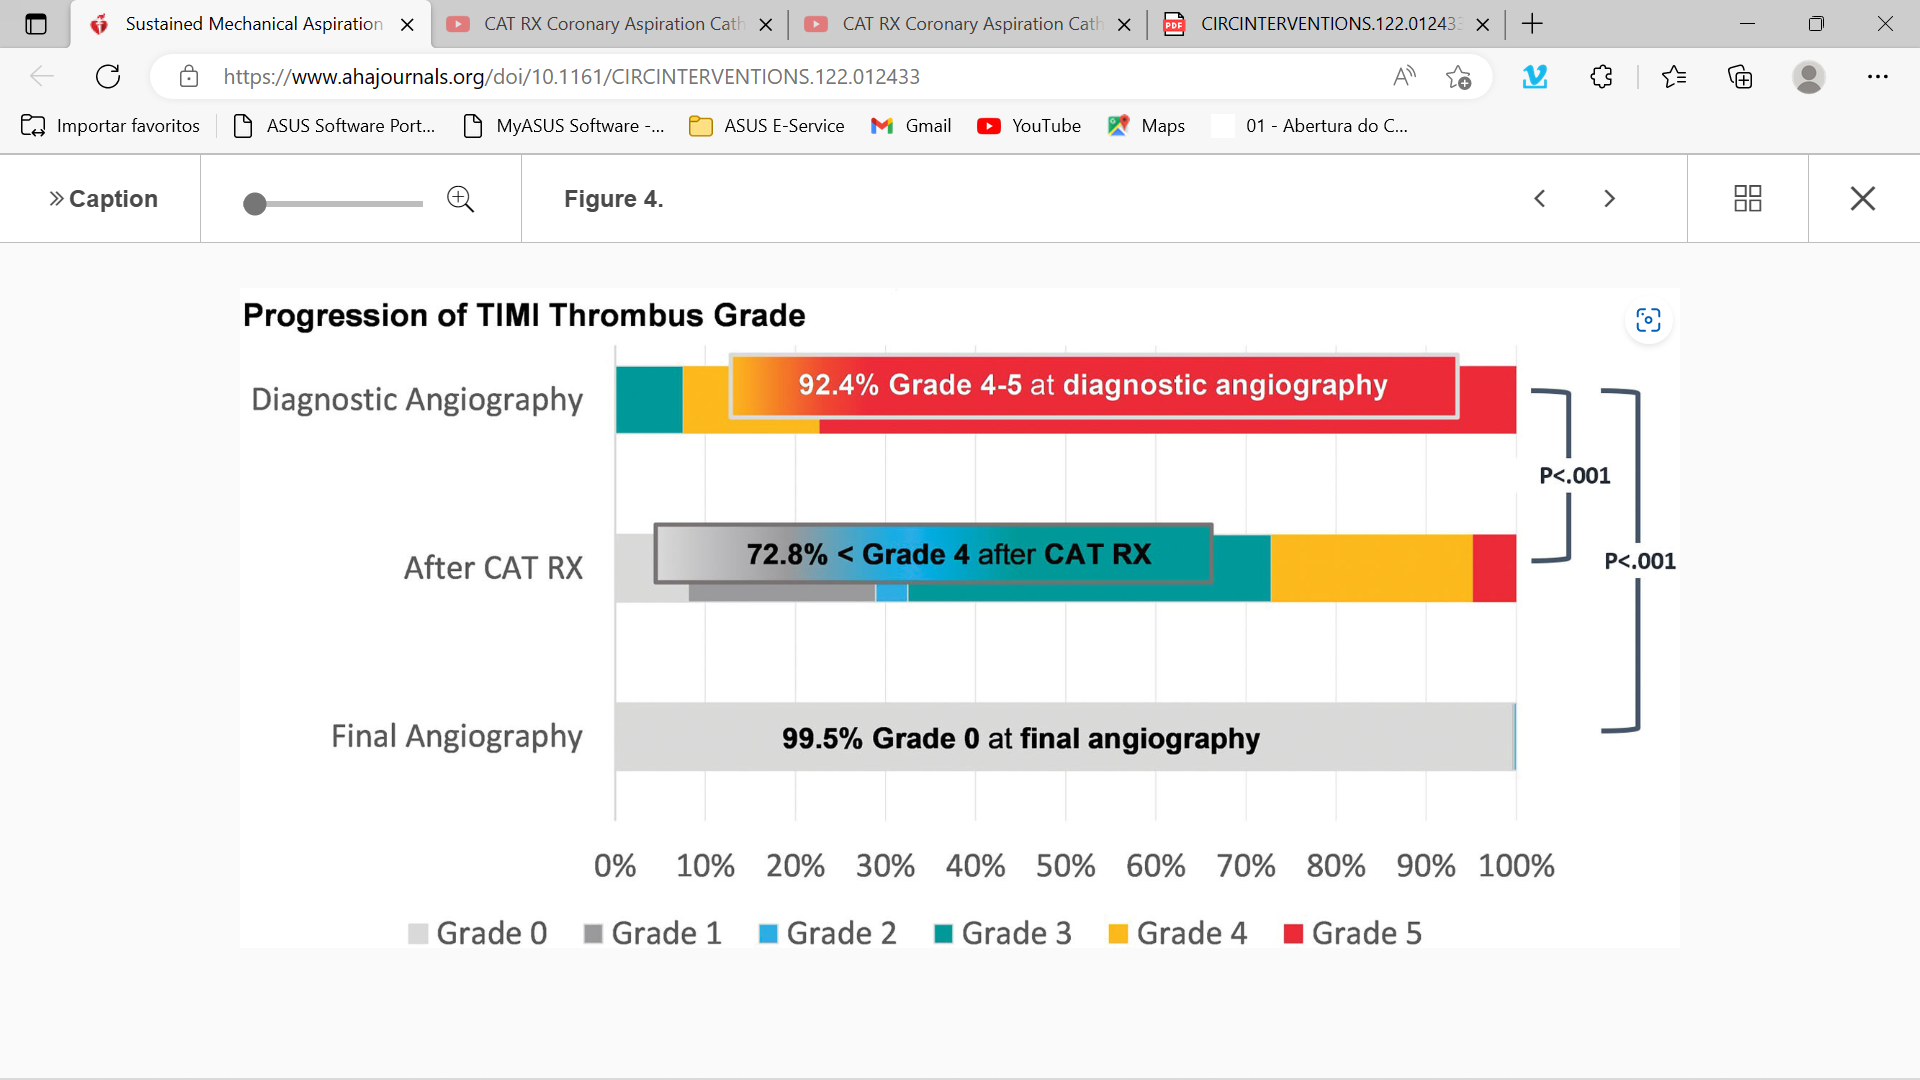 Sustained Mechanical Aspiration
CAT RX Coronary Aspiration Cath
CAT RX Coronary Aspiration Cath
CIRCINTERVENTIONS.122.012433
https://www.ahajournals.org/doi/10.1161/CIRCINTERVENTIONS.122.012433
Importar favoritos
ASUS Software Port...
MyASUS Software -...
ASUS E-Service
Gmail
YouTube
Maps
01 - Abertura do C...
Caption
Figure 4.
Progression of TIMI Thrombus Grade
Diagnostic Angiography
92.4% Grade 4-5 at diagnostic angiography
P<.001
After CAT RX
72.8% < Grade 4 after CAT RX
P<.001
Final Angiography
99.5% Grade 0 at final angiography
0% 10% 20% 30% 40% 50% 60% 70% 80% 90% 100%
Grade 0 Grade 1 Grade 2 Grade 3 Grade 4 Grade 5